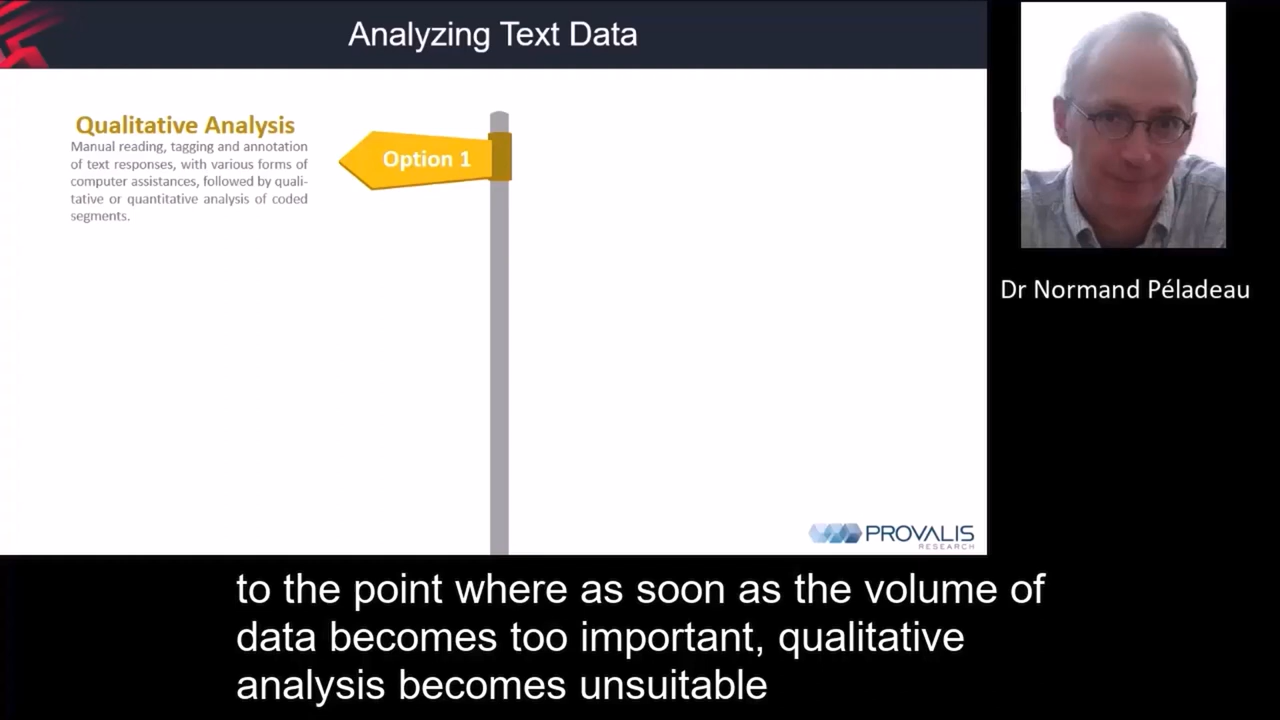 Analyzing Text Data
Qualitative Analysis
Manual reading, tagging and annotation
of text responses, with various forms of
computer assistances, followed by quali-
tative or quantitative analysis of coded
segments.
Option 1
Dr Normand Péladeau
PROVALIS
RESEARCH
to the point where as soon as the volume of
data becomes too important, qualitative
analysis becomes unsuitable